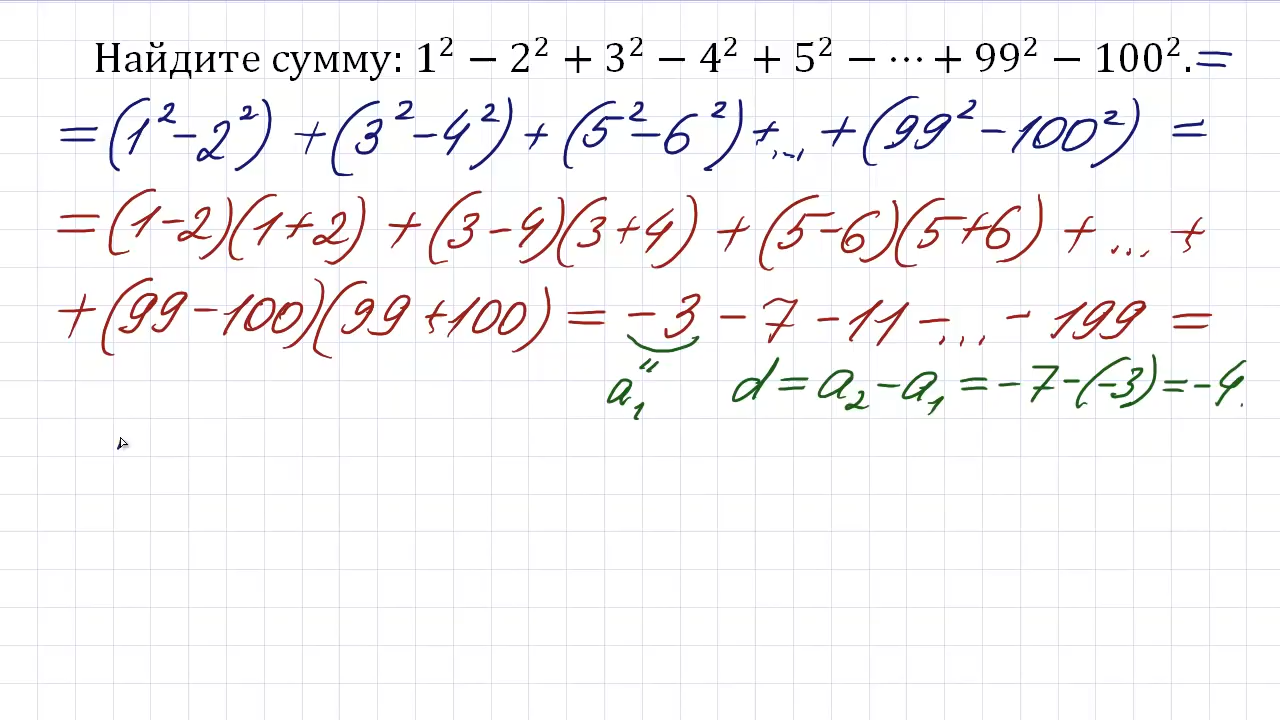 Найдите сумму: 1² − 2² + 3² − 4² + 5² − ⋯ + 99² − 100². =
= (1² − 2²) + (3² − 4²) + (5² − 6²) + ... + (99² − 100²) =
= (1 − 2)(1 + 2) + (3 − 4)(3 + 4) + (5 − 6)(5 + 6) + ... +
+ (99 − 100)(99 + 100) = −3 − 7 − 11 − ... − 199 =
a₁ d = a₂ − a₁ = −7 − (−3) = −4.